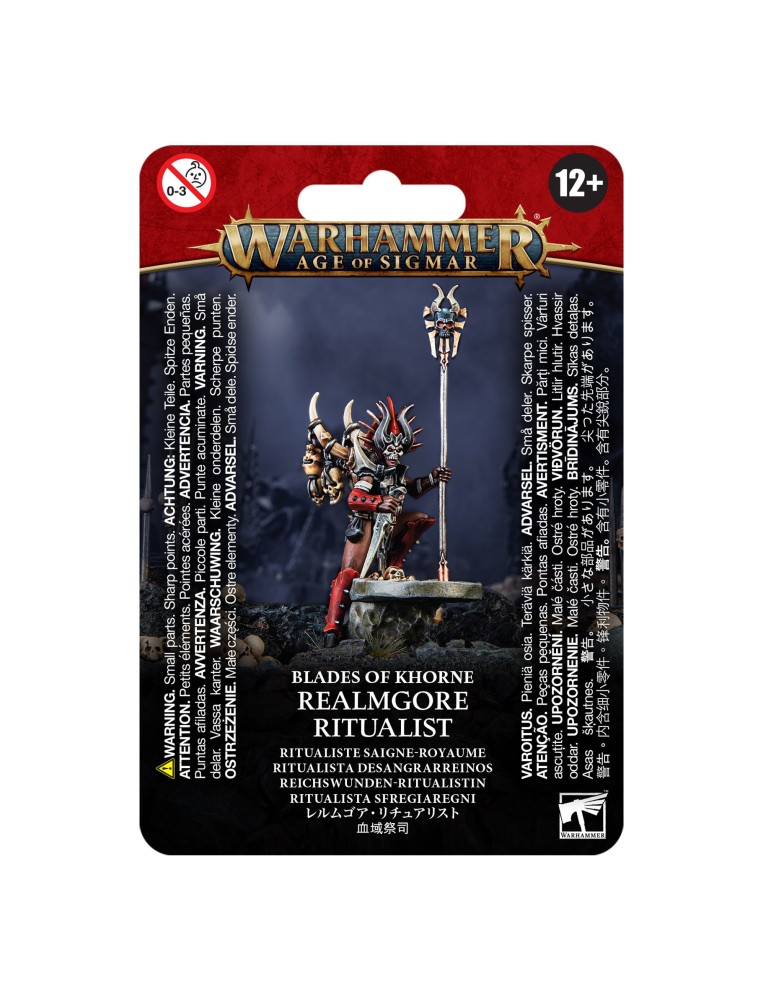 0-3
12+
WARHAMMER®
AGE OF SIGMAR
⚠WARNING. Small parts. Sharp points. ACHTUNG: Kleine Teile. Spitze Enden.
ATTENTION. Petits éléments. Pointes acérées. ADVERTENCIA. Partes pequeñas.
Puntas afiladas. AVVERTENZA. Piccole parti. Punte acuminate. VARNING. Små
delar. Vassa kanter. WAARSCHUWING. Kleine onderdelen. Scherpe punten.
OSTRZEŻENIE. Małe części. Ostre elementy. ADVARSEL. Små dele. Spidse ender.
VAROITUS. Pieniä osia. Teräviä kärkiä. ADVARSEL. Små deler. Skarpe spisser.
ATENÇÃO. Peças pequenas. Pontas afiadas. AVERTISMENT. Părți mici. Vârfuri
ascuțite. UPOZORNĚNÍ. Malé části. Ostré hroty. VIÐVÖRUN. Litlir hlutir. Hvassir
oddar. UPOZORNENIE. Malé časti. Ostré hroty. BRĪDINĀJUMS. Sīkas detaļas.
Asas šķautnes. 警告。 小さな部品があります。 尖った先端があります。
警告。内含细小零件。锋利物件。警告。含有小零件。含有尖銳部分。
BLADES OF KHORNE
REALMGORE
RITUALIST
RITUALISTE SAIGNE-ROYAUME
RITUALISTA DESANGRARREINOS
REICHSWUNDEN-RITUALISTIN
RITUALISTA SFREGIAREGNI
レルムゴア・リチュアリスト
血域祭司
WARHAMMER